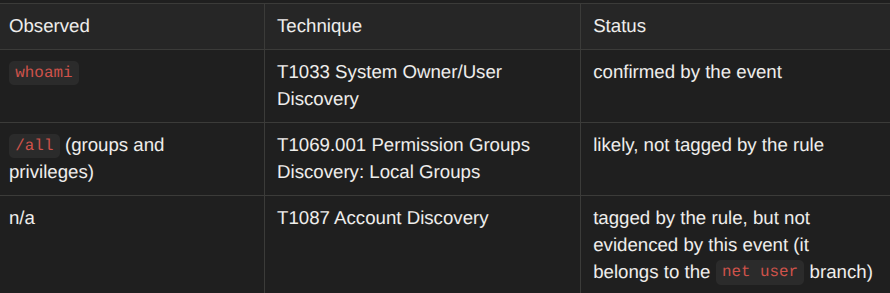 Observed Technique Status
whoami T1033 System Owner/User confirmed by the event
Discovery
/all (groups and T1069.001 Permission Groups likely, not tagged by the rule
privileges) Discovery: Local Groups
n/a T1087 Account Discovery tagged by the rule, but not
evidenced by this event (it
belongs to the net user branch)